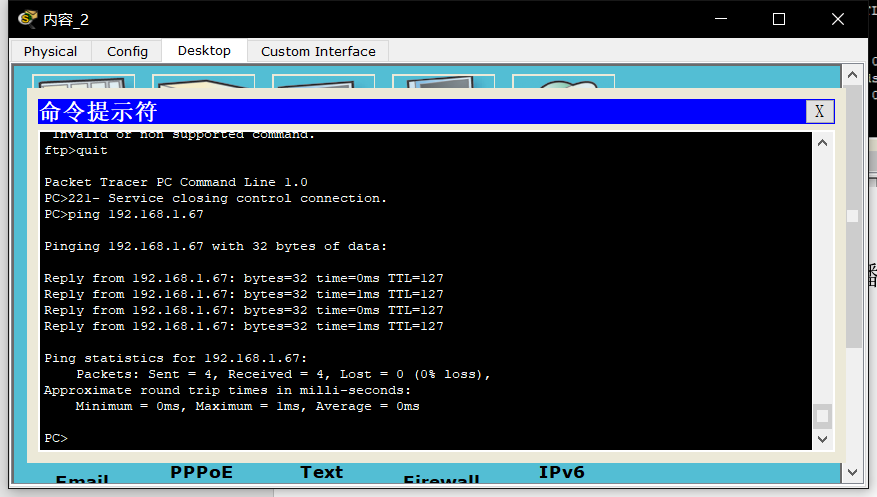 内容_2
Physical Config Desktop Custom Interface
命令提示符 X
Invalid or non supported command.
ftp>quit
Packet Tracer PC Command Line 1.0
PC>221- Service closing control connection.
PC>ping 192.168.1.67
Pinging 192.168.1.67 with 32 bytes of data:
Reply from 192.168.1.67: bytes=32 time=0ms TTL=127
Reply from 192.168.1.67: bytes=32 time=1ms TTL=127
Reply from 192.168.1.67: bytes=32 time=0ms TTL=127
Reply from 192.168.1.67: bytes=32 time=1ms TTL=127
Ping statistics for 192.168.1.67:
Packets: Sent = 4, Received = 4, Lost = 0 (0% loss),
Approximate round trip times in milli-seconds:
Minimum = 0ms, Maximum = 1ms, Average = 0ms
PC>
Email PPPoE Text Firewall IPv6